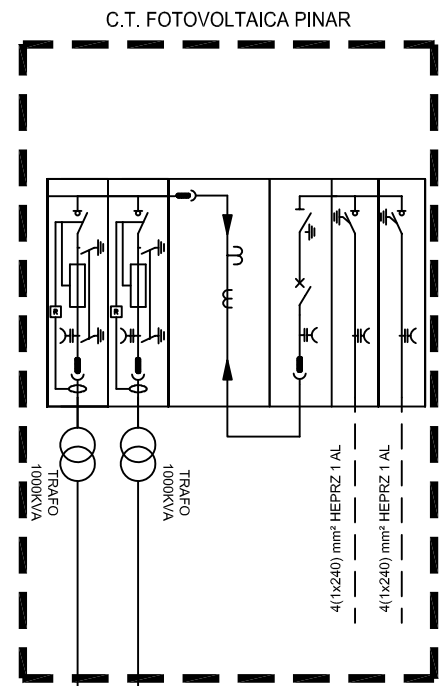 C.T. FOTOVOLTAICA PINAR
R
R
TRAFO
1000KVA
TRAFO
1000KVA
4(1x240) mm² HEPRZ 1 AL
4(1x240) mm² HEPRZ 1 AL